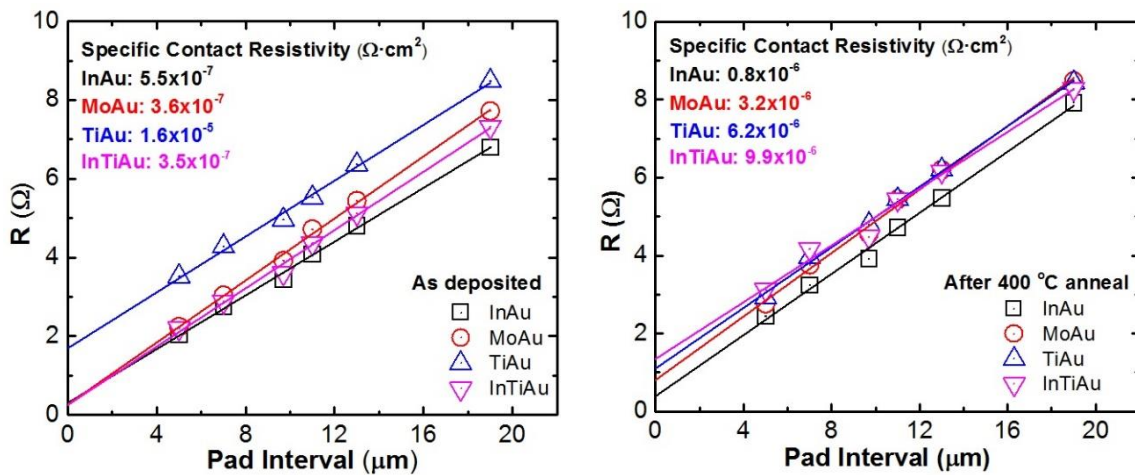 10
8
6
4
2
0
R (Ω)
Specific Contact Resistivity (Ω·cm²)
InAu: 5.5x10⁻⁷
MoAu: 3.6x10⁻⁷
TiAu: 1.6x10⁻⁵
InTiAu: 3.5x10⁻⁷
As deposited
InAu
MoAu
TiAu
InTiAu
0 4 8 12 16 20
Pad Interval (μm)
10
8
6
4
2
0
R (Ω)
Specific Contact Resistivity (Ω·cm²)
InAu: 0.8x10⁻⁶
MoAu: 3.2x10⁻⁶
TiAu: 6.2x10⁻⁶
InTiAu: 9.9x10⁻⁶
After 400 °C anneal
InAu
MoAu
TiAu
InTiAu
0 4 8 12 16 20
Pad Interval (μm)